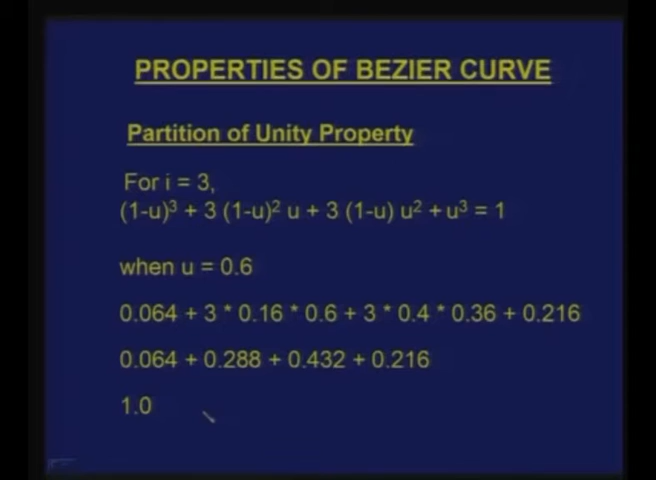 PROPERTIES OF BEZIER CURVE
Partition of Unity Property
For i = 3,
(1-u)³ + 3 (1-u)² u + 3 (1-u) u² + u³ = 1
when u = 0.6
0.064 + 3 * 0.16 * 0.6 + 3 * 0.4 * 0.36 + 0.216
0.064 + 0.288 + 0.432 + 0.216
1.0